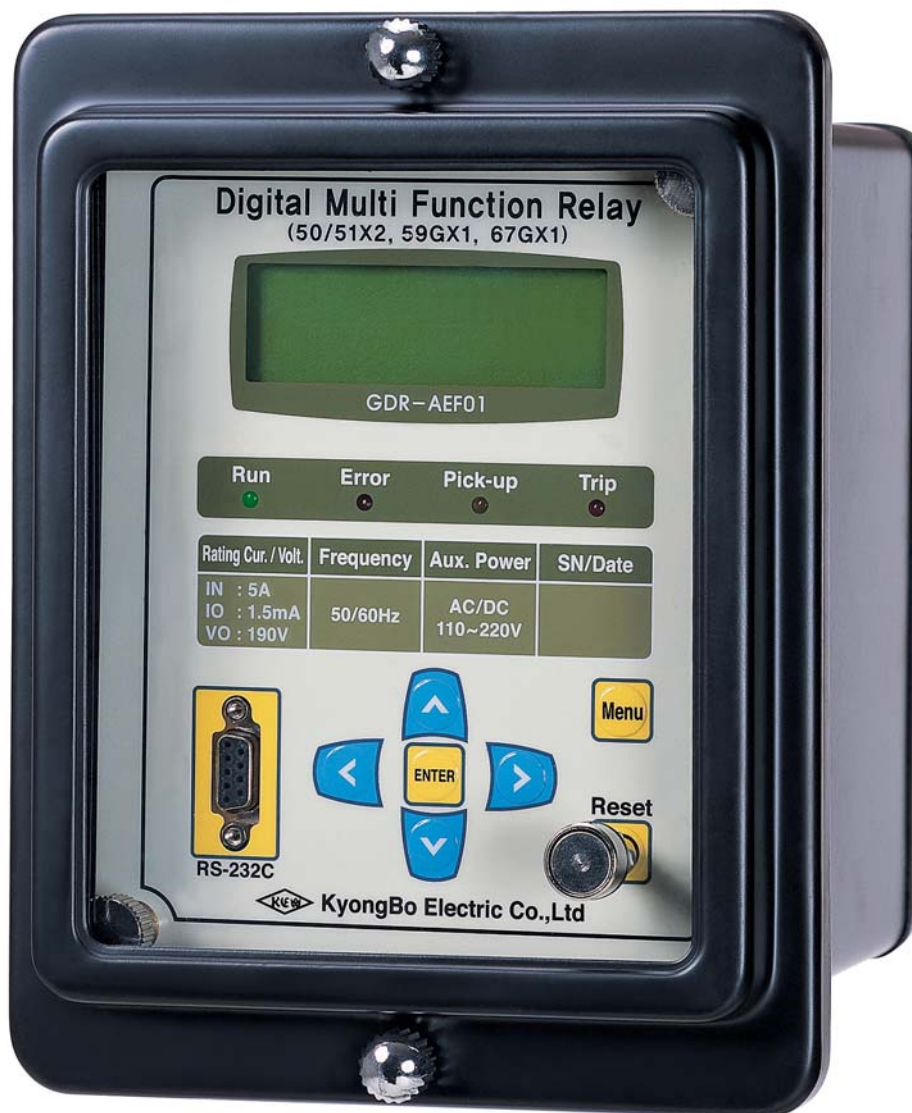 Digital Multi Function Relay
(50/51X2, 59GX1, 67GX1)
GDR-AEF01
Run Error Pick-up Trip
Rating Cur. / Volt. Frequency Aux. Power SN/Date
IN : 5A
IO : 1.5mA
VO : 190V
50/60Hz
AC/DC
110~220V
Menu
ENTER
Reset
RS-232C
KyongBo Electric Co.,Ltd